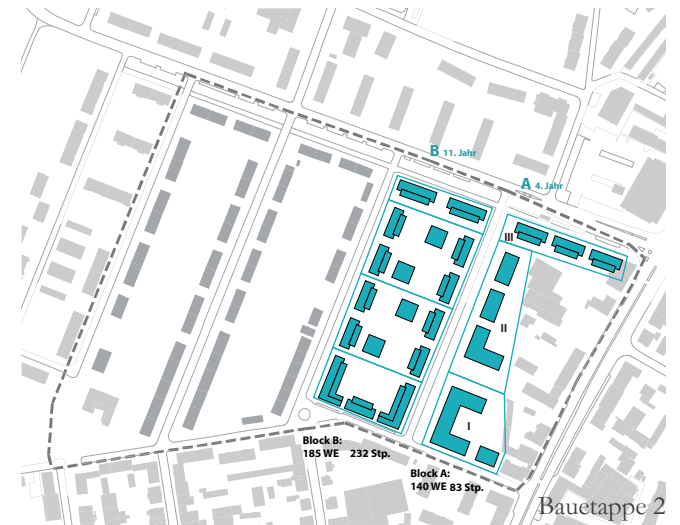 B 11. Jahr
A 4. Jahr
III
II
I
Block B:
185 WE 232 Stp.
Block A:
140 WE 83 Stp.
Bauetappe 2